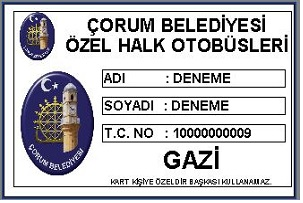 ÇORUM BELEDİYESİ
ÖZEL HALK OTOBÜSLERİ
ADI : DENEME
SOYADI : DENEME
T.C. NO : 10000000009
ÇORUM BELEDİYESİ
GAZİ
KART KİŞİYE ÖZELDİR BAŞKASI KULLANAMAZ.